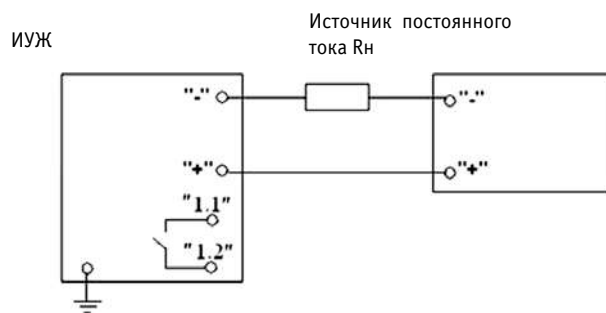 Источник постоянного
тока Rн
ИУЖ
"-"
"-"
"+"
"+"
"1.1"
"1.2"